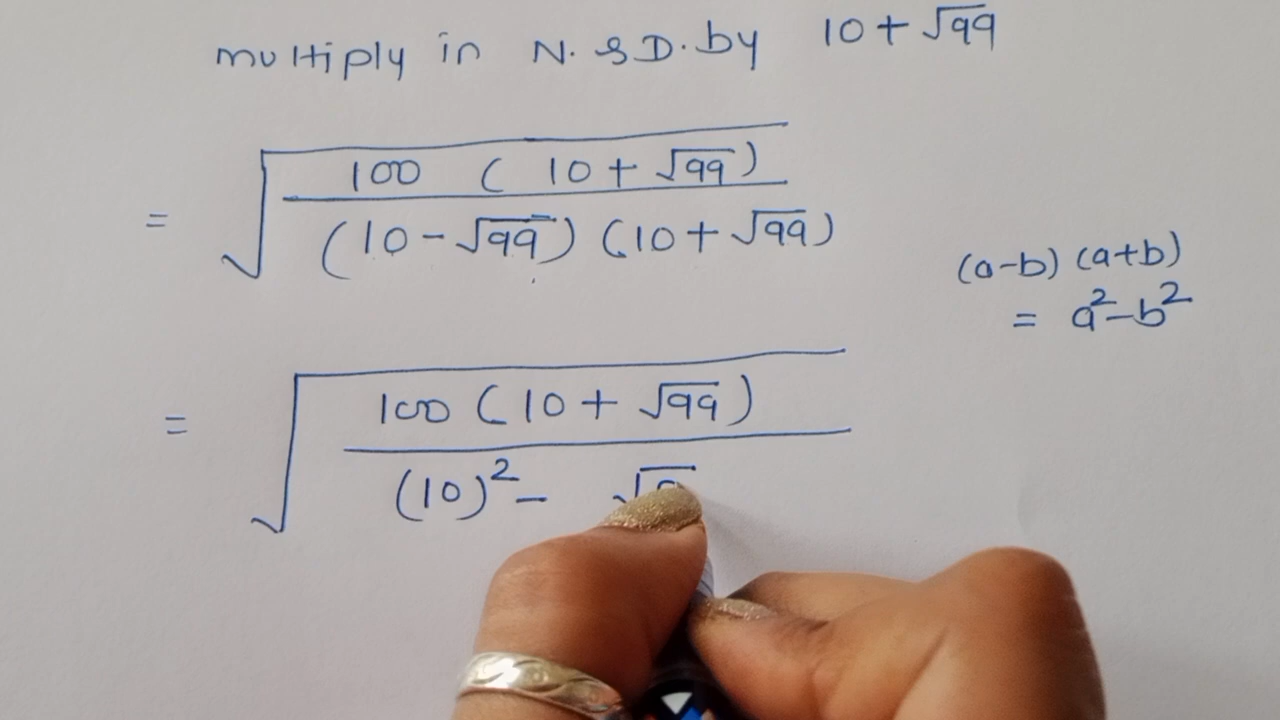 multiply in N. & D. by 10 + √99
= √(100 (10 + √99) / (10 - √99) (10 + √99))
(a-b) (a+b)
= a²-b²
= √(100 (10 + √99) / (10)² - √9